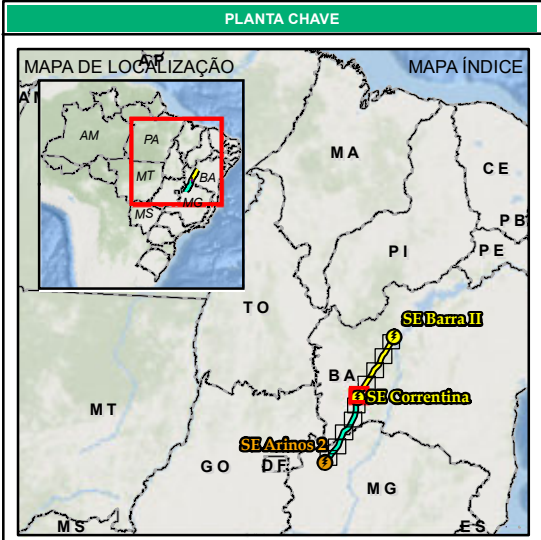 PLANTA CHAVE
MAPA DE LOCALIZAÇÃO
AP
MAPA ÍNDICE
AM
PA
MT
BA
MG
MS
MA
CE
PB
PE
PI
TO
SE Barra II
BA
SE Correntina
MT
SE Arinos 2
GO
DF
MG
MS
ES